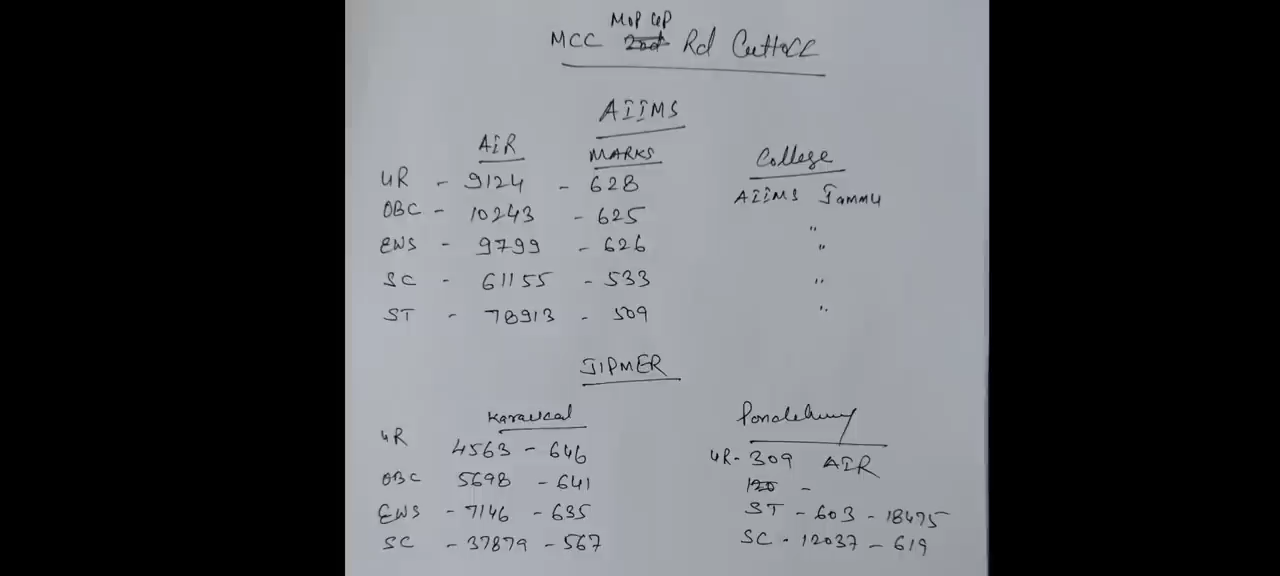 MOP UP
MCC 2nd Rd Cuttoff
AIIMS
AIR MARKS College
UR - 9124 - 628 AIIMS Jammu
OBC - 10243 - 625 "
EWS - 9799 - 626 "
SC - 61155 - 533 "
ST - 78913 - 509 "
JIPMER
Karaikal Pondcherry
UR 4563 - 646 UR - 309 AIR
OBC 5698 - 641 120 -
EWS - 7146 - 635 ST - 603 - 18475
SC - 37879 - 567 SC - 12037 - 619